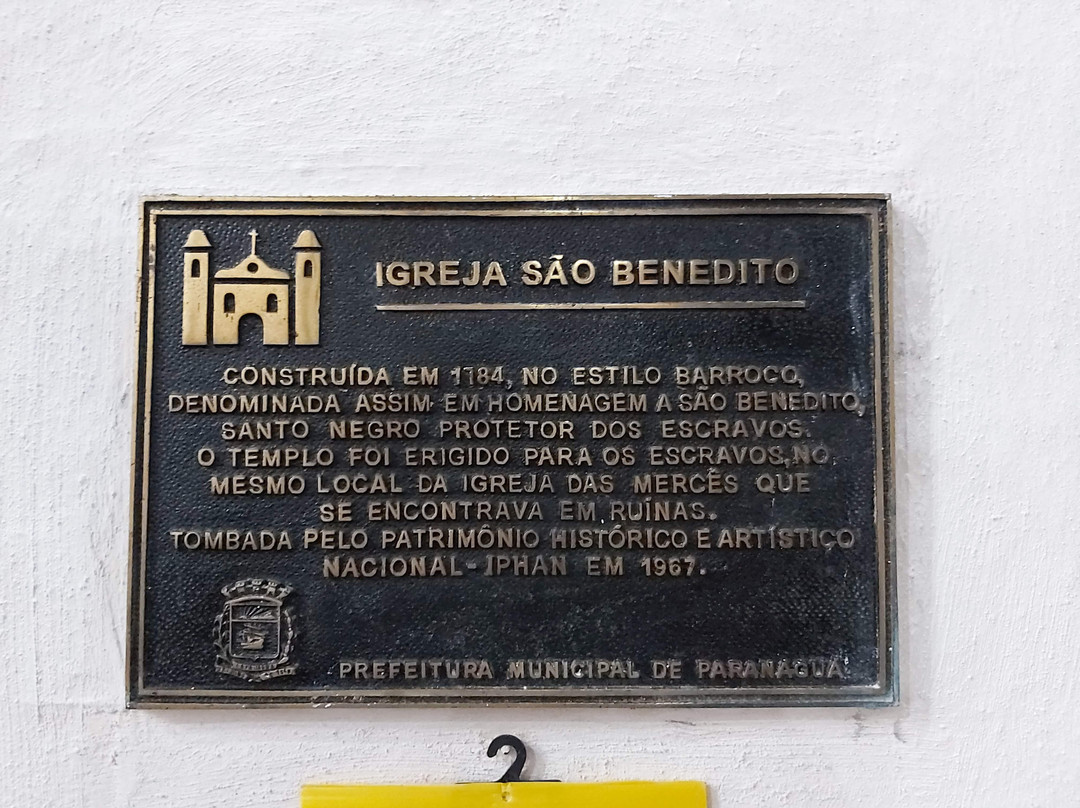 IGREJA SÃO BENEDITO
CONSTRUÍDA EM 1784, NO ESTILO BARROCO,
DENOMINADA ASSIM EM HOMENAGEM A SÃO BENEDITO,
SANTO NEGRO PROTETOR DOS ESCRAVOS.
O TEMPLO FOI ERIGIDO PARA OS ESCRAVOS, NO
MESMO LOCAL DA IGREJA DAS MERCÊS QUE
SE ENCONTRAVA EM RUÍNAS.
TOMBADA PELO PATRIMÔNIO HISTÓRICO E ARTÍSTICO
NACIONAL-IPHAN EM 1967.
PREFEITURA MUNICIPAL DE PARANAGUÁ